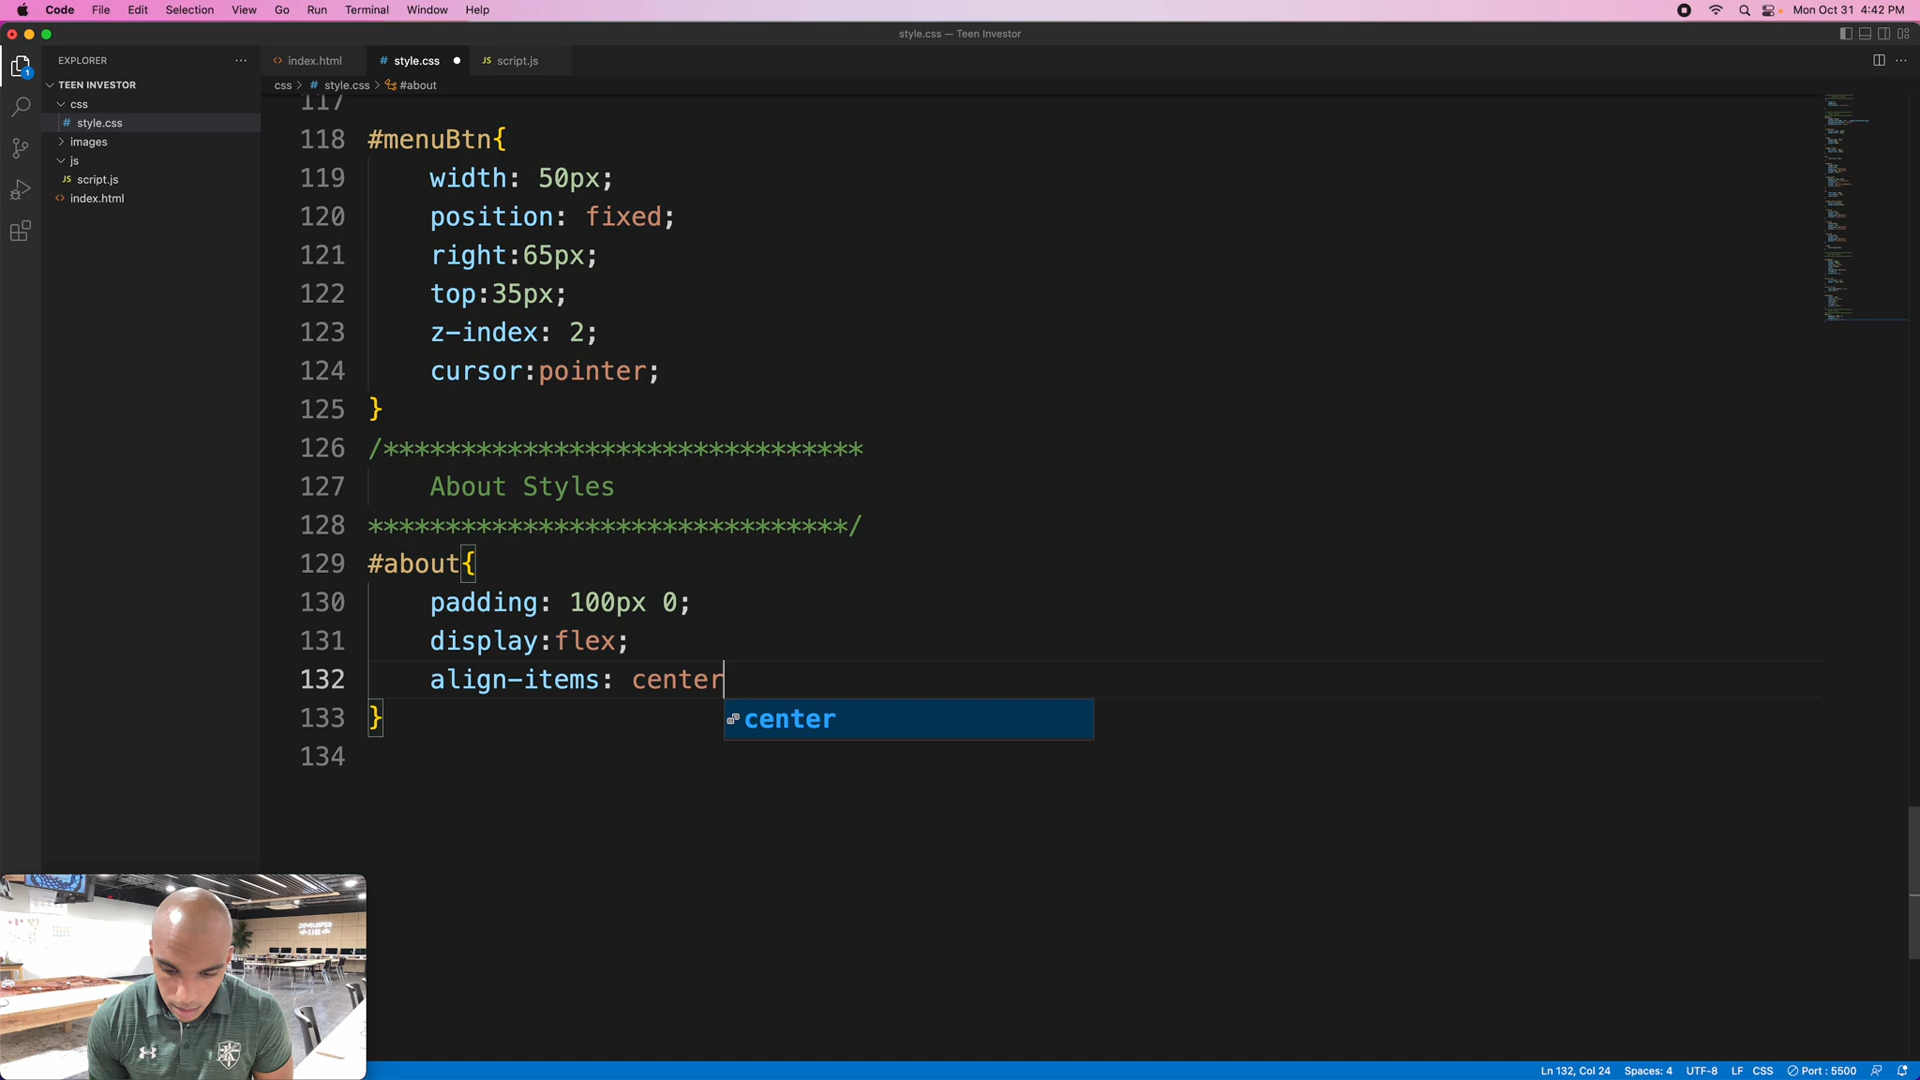 Code File Edit Selection View Go Run Terminal Window Help
Mon Oct 31 4:42 PM
style.css — Teen Investor
EXPLORER
index.html
style.css
script.js
TEEN INVESTOR
css
style.css
images
js
script.js
index.html
1
css > style.css > #about
117
118 #menuBtn{
119 width: 50px;
120 position: fixed;
121 right:65px;
122 top:35px;
123 z-index: 2;
124 cursor:pointer;
125 }
126 /*******************************
127 About Styles
128 *******************************/
129 #about{
130 padding: 100px 0;
131 display:flex;
132 align-items: center
133 }
center
134
DEVELOPER
Ln 132, Col 24 Spaces: 4 UTF-8 LF CSS Port : 5500